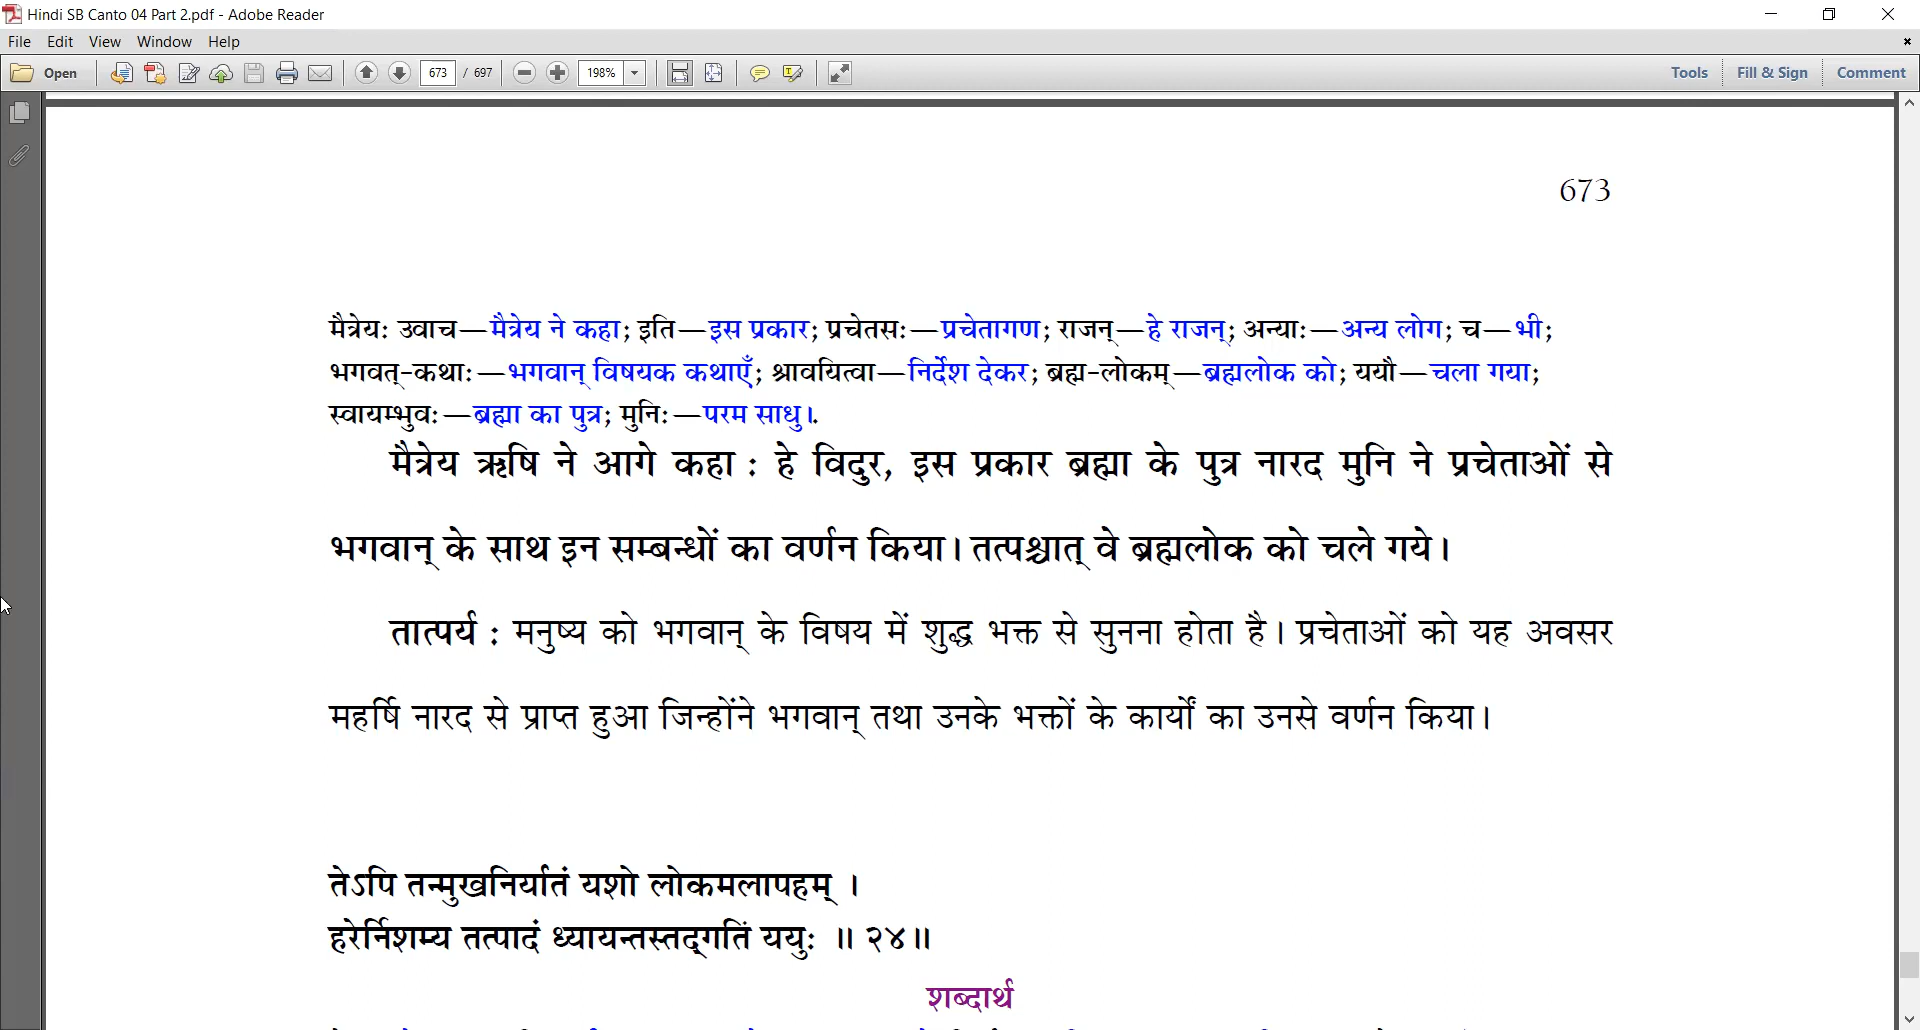 Hindi SB Canto 04 Part 2.pdf - Adobe Reader
File Edit View Window Help
Open 673 / 697 198% Tools Fill & Sign Comment
673
मैत्रेयः उवाच—मैत्रेय ने कहा; इति—इस प्रकार; प्रचेतसः—प्रचेतागण; राजन्—हे राजन्; अन्याः—अन्य लोग; च—भी;
भगवत्-कथाः—भगवान् विषयक कथाएँ; श्रावयित्वा—निर्देश देकर; ब्रह्म-लोकम्—ब्रह्मलोक को; ययौ—चला गया;
स्वायम्भुवः—ब्रह्मा का पुत्र; मुनिः—परम साधु।.
मैत्रेय ऋषि ने आगे कहा : हे विदुर, इस प्रकार ब्रह्मा के पुत्र नारद मुनि ने प्रचेताओं से
भगवान् के साथ इन सम्बन्धों का वर्णन किया। तत्पश्चात् वे ब्रह्मलोक को चले गये।
तात्पर्य : मनुष्य को भगवान् के विषय में शुद्ध भक्त से सुनना होता है। प्रचेताओं को यह अवसर
महर्षि नारद से प्राप्त हुआ जिन्होंने भगवान् तथा उनके भक्तों के कार्यों का उनसे वर्णन किया।
तेऽपि तन्मुखनिर्यातं यशो लोकमलापहम् ।
हरेर्निशम्य तत्पादं ध्यायन्तस्तद्गतिं ययुः ॥ २४॥
शब्दार्थ